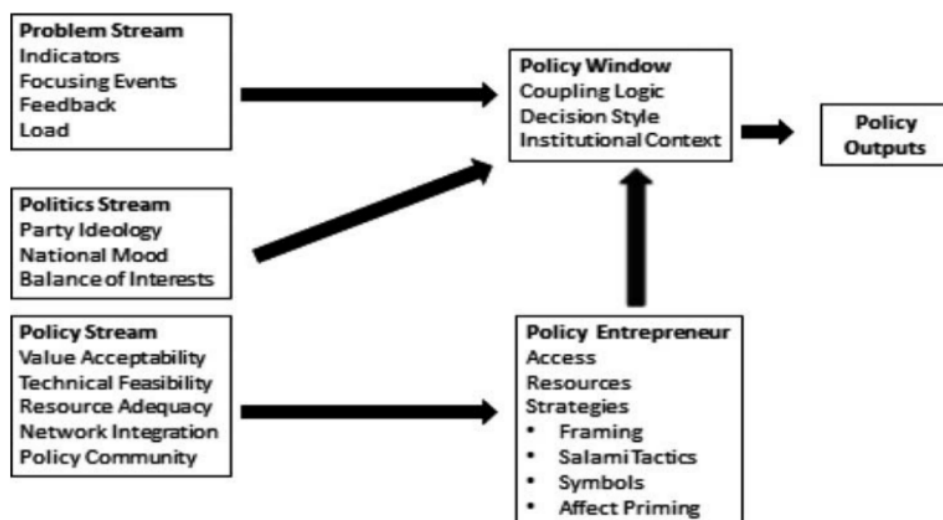 Problem Stream
Indicators
Focusing Events
Feedback
Load
Politics Stream
Party Ideology
National Mood
Balance of Interests
Policy Stream
Value Acceptability
Technical Feasibility
Resource Adequacy
Network Integration
Policy Community
Policy Window
Coupling Logic
Decision Style
Institutional Context
Policy Entrepreneur
Access
Resources
Strategies
• Framing
• Salami Tactics
• Symbols
• Affect Priming
Policy
Outputs